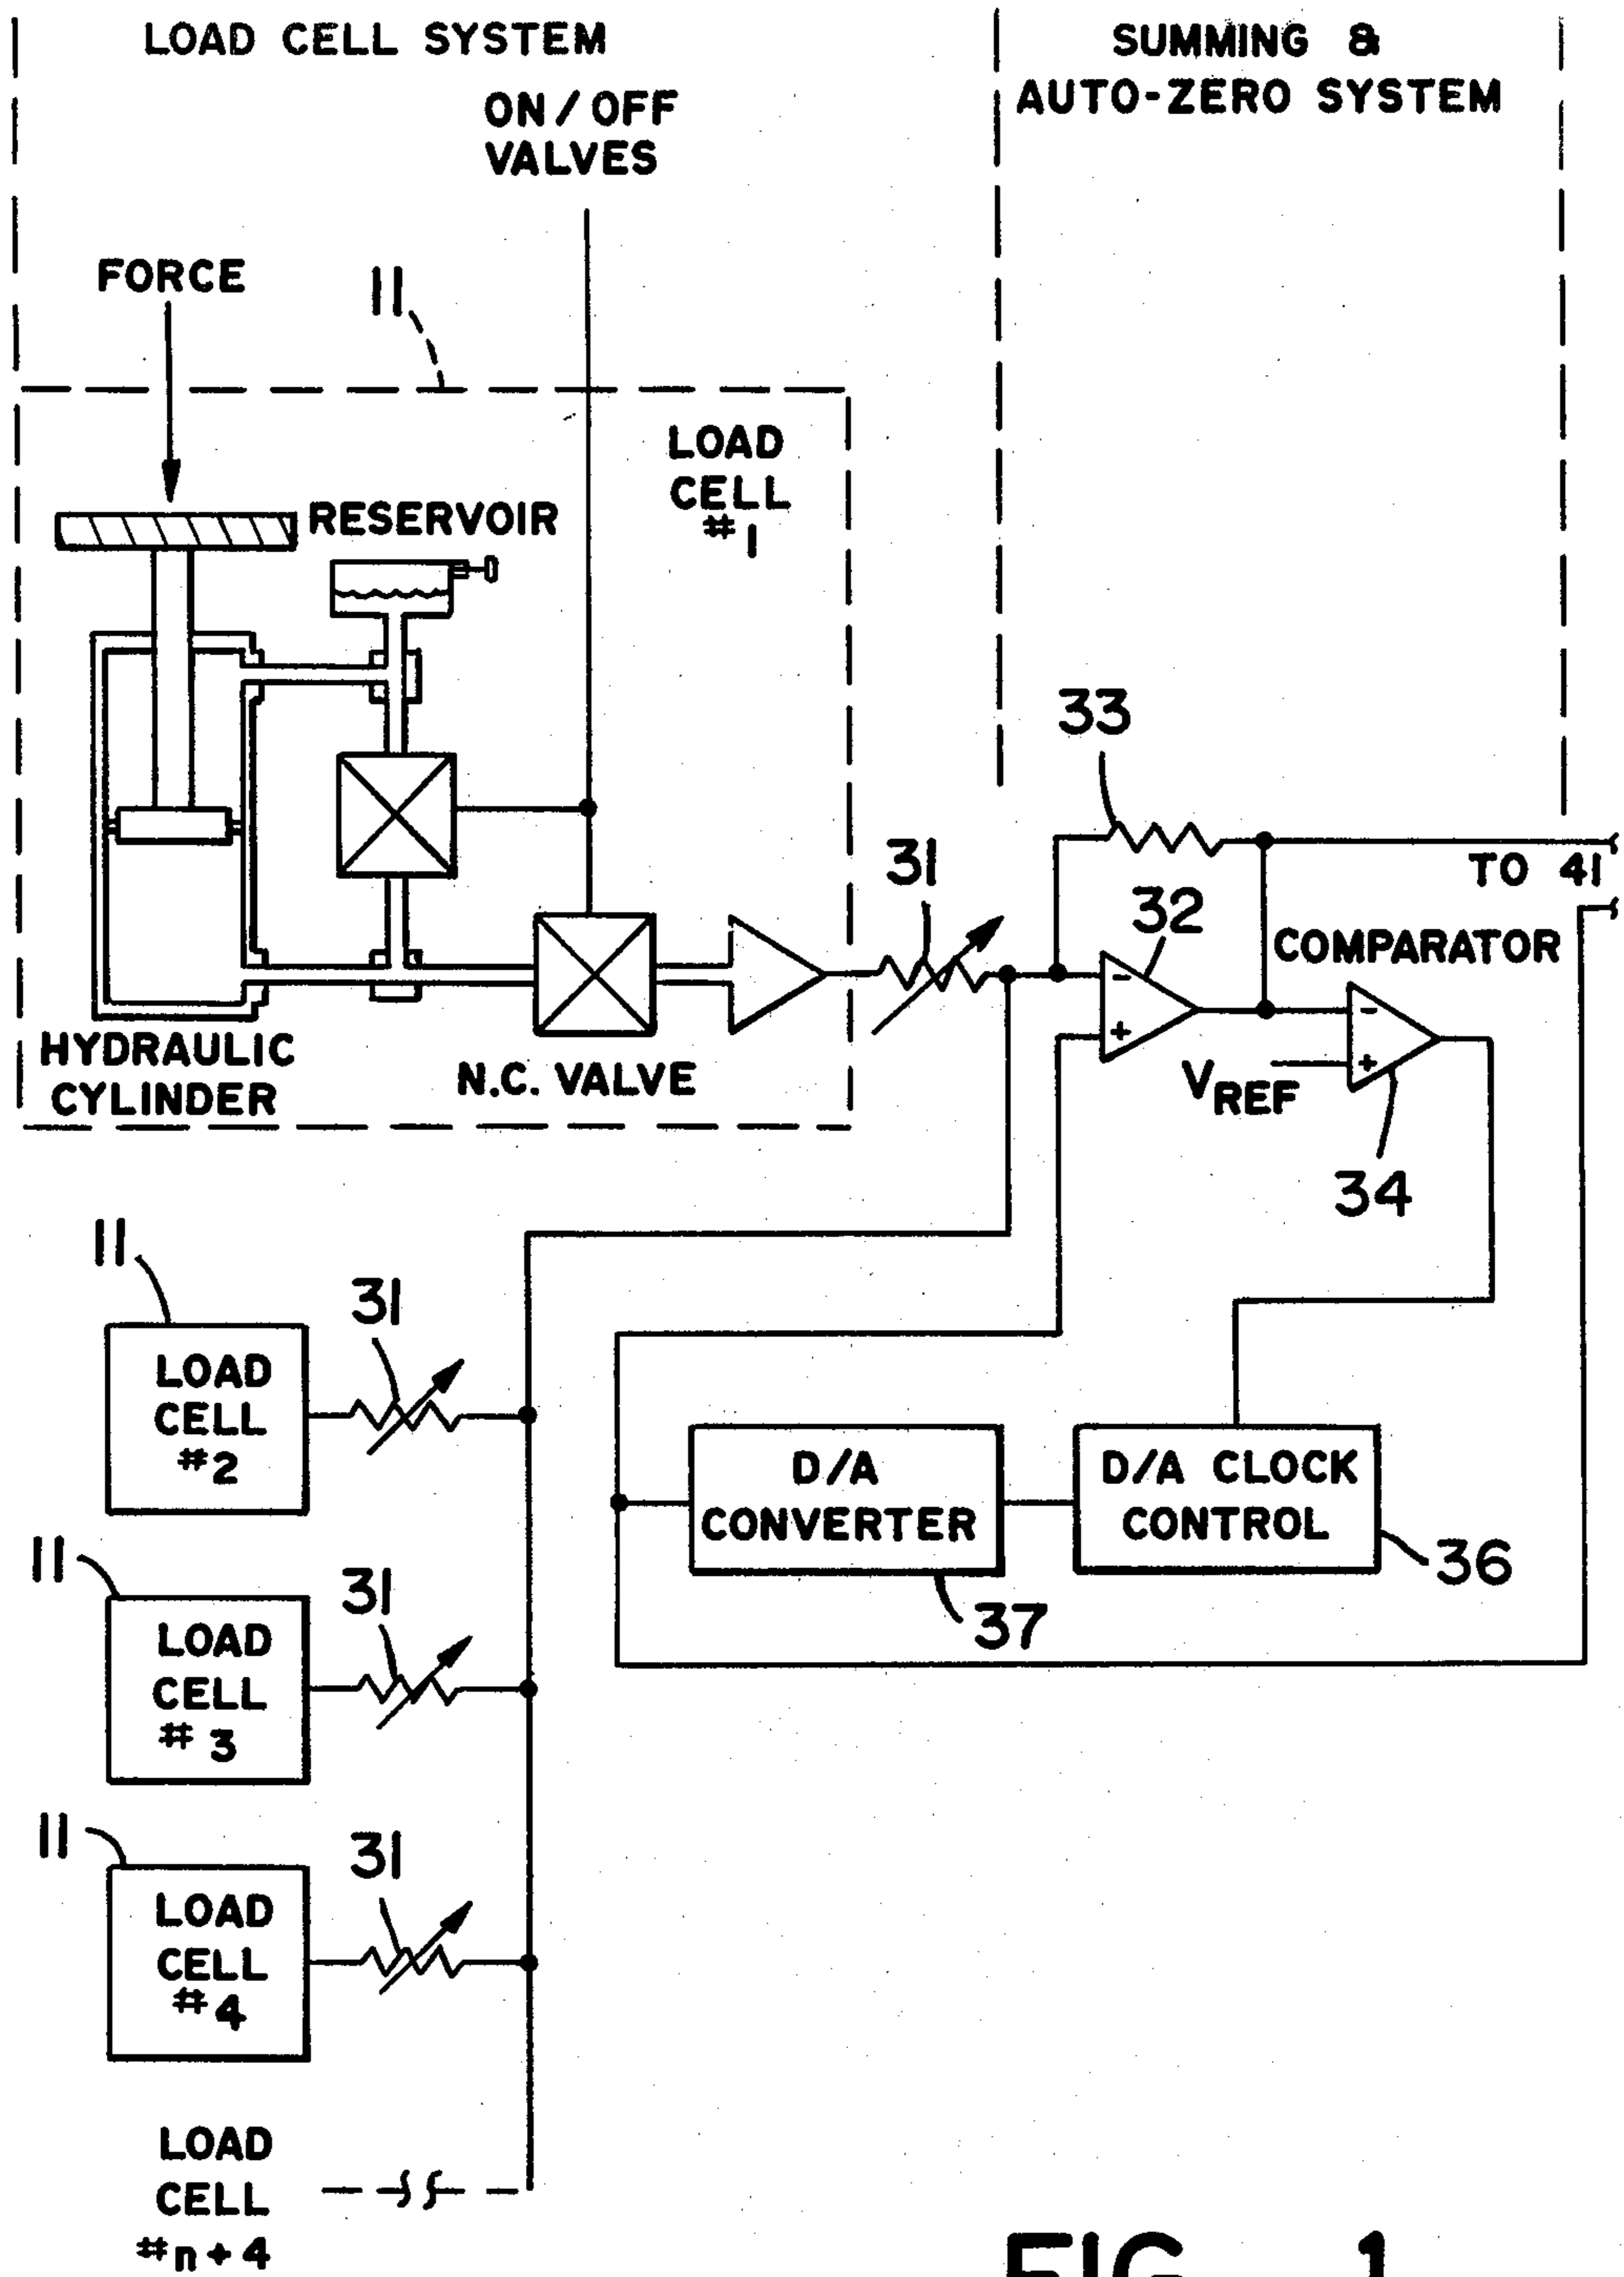 LOAD CELL SYSTEM
SUMMING &
AUTO-ZERO SYSTEM
ON/OFF
VALVES
FORCE
11
LOAD
CELL
#1
RESERVOIR
33
31
TO 41
32
COMPARATOR
-
+
-
+
VREF
HYDRAULIC
CYLINDER
N.C. VALVE
34
11
31
LOAD
CELL
#2
D/A
CONVERTER
D/A CLOCK
CONTROL
36
37
11
31
LOAD
CELL
# 3
11
31
LOAD
CELL
#4
LOAD
CELL
#n+4
FIG. 1